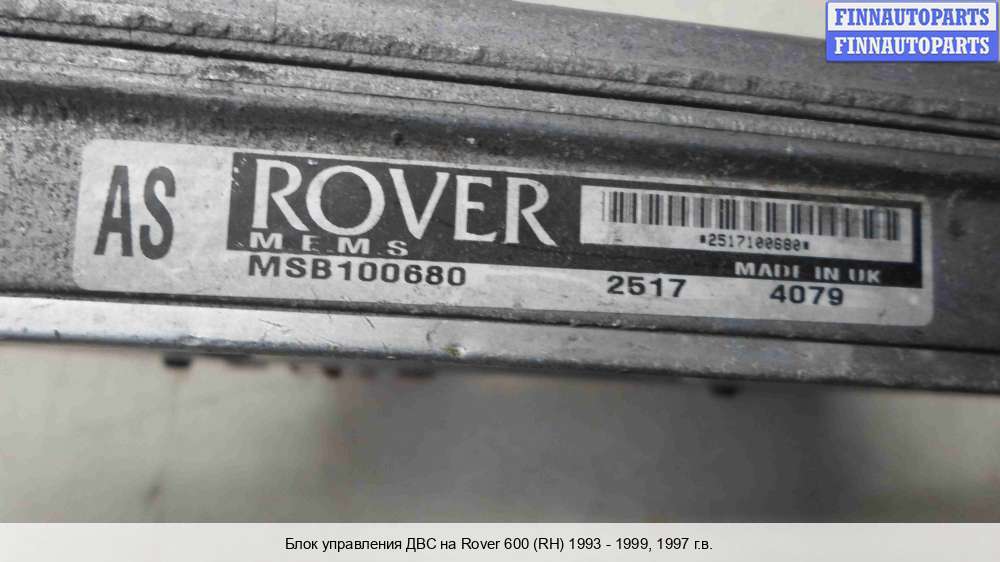 FINNAUTOPARTS
FINNAUTOPARTS
AS
ROVER
M.E.M.S
*2517100680*
MADE IN UK
MSB100680 2517 4079
Блок управления ДВС на Rover 600 (RH) 1993 - 1999, 1997 г.в.